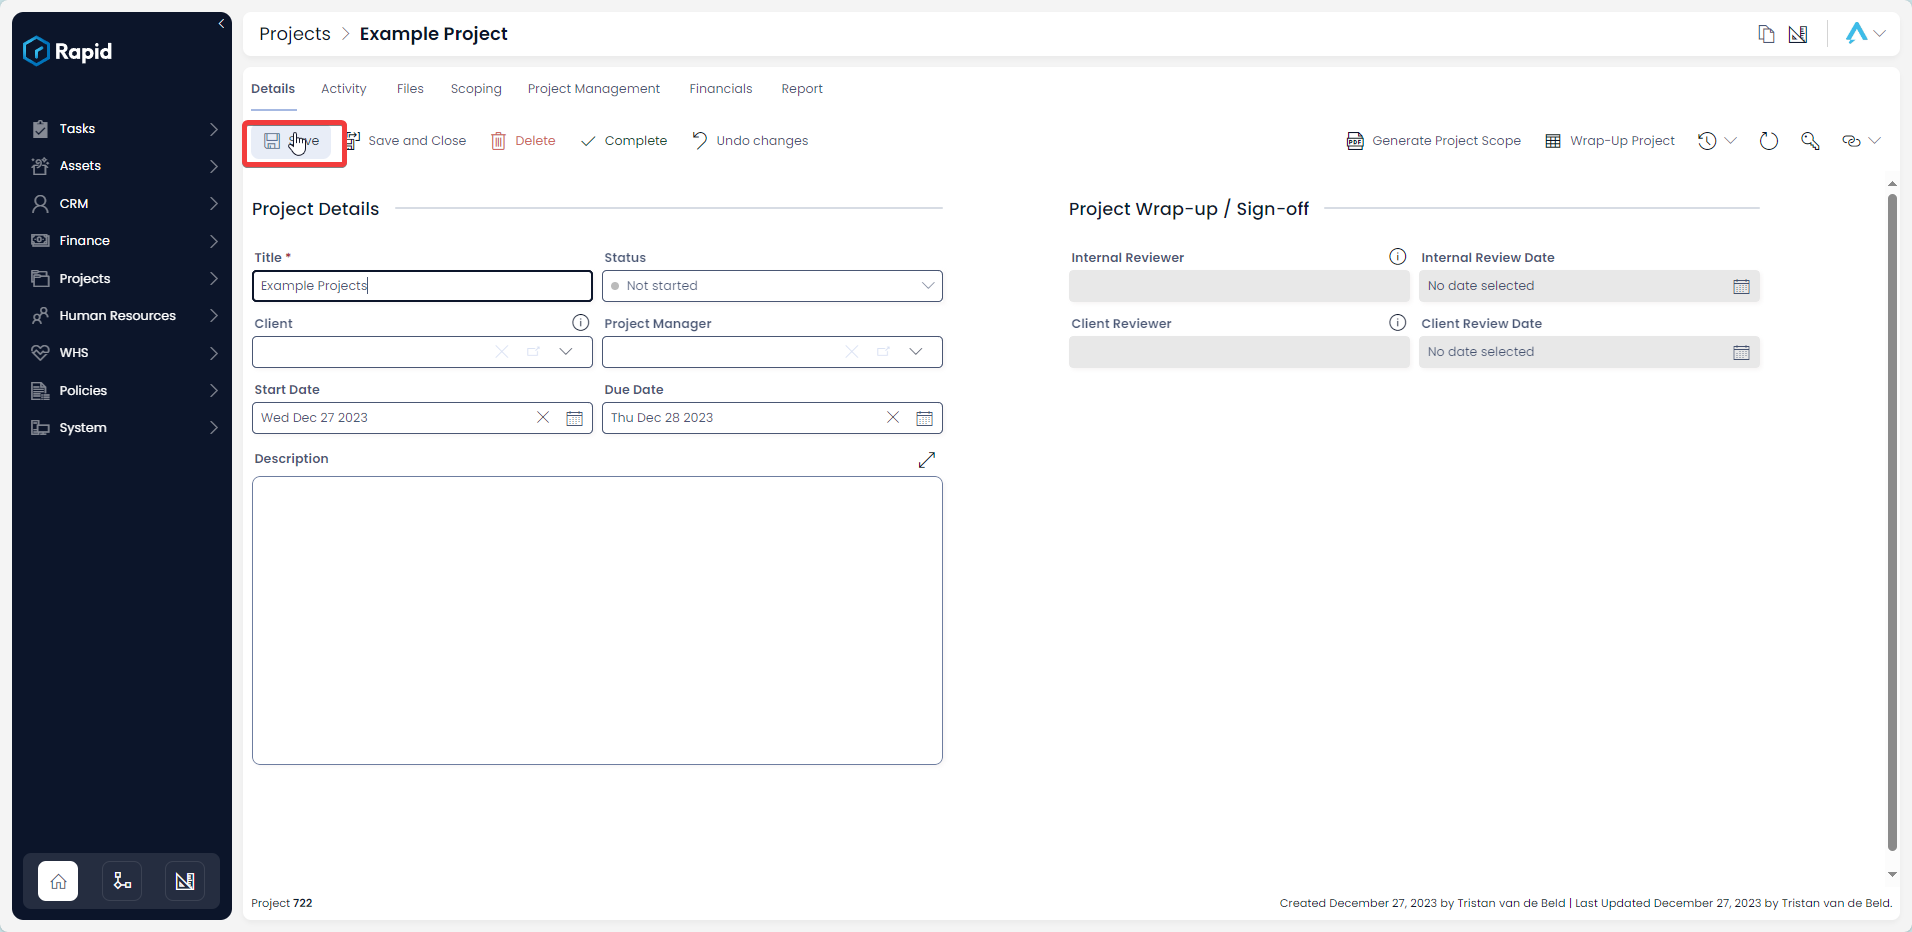 Rapid
Tasks
Assets
CRM
Finance
Projects
Human Resources
WHS
Policies
System
Projects > Example Project
Details Activity Files Scoping Project Management Financials Report
Save and Close Delete Complete Undo changes PDF Generate Project Scope Wrap-Up Project
Project Details
Title * Status
Example Projects Not started
Client Project Manager
Start Date Due Date
Wed Dec 27 2023 Thu Dec 28 2023
Description
Project Wrap-up / Sign-off
Internal Reviewer Internal Review Date
No date selected
Client Reviewer Client Review Date
No date selected
Project 722
Created December 27, 2023 by Tristan van de Beld | Last Updated December 27, 2023 by Tristan van de Beld.